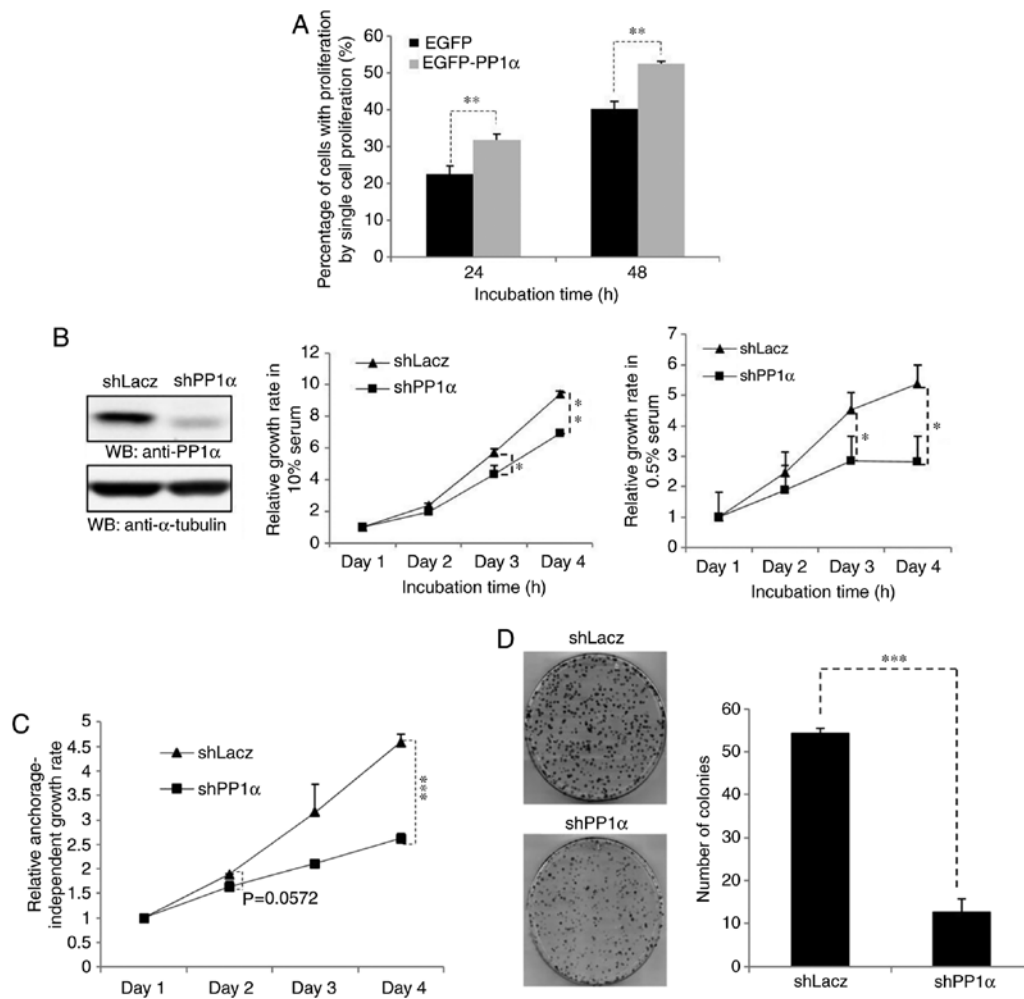 A
Percentage of cells with proliferation
by single cell proliferation (%)
60
50
40
30
20
10
0
EGFP
EGFP-PP1α
**
**
24
48
Incubation time (h)
B
shLacz shPP1α
WB: anti-PP1α
WB: anti-α-tubulin
Relative growth rate in
10% serum
12
10
8
6
4
2
0
shLacz
shPP1α
*
**
Day 1 Day 2 Day 3 Day 4
Incubation time (h)
Relative growth rate in
0.5% serum
7
6
5
4
3
2
1
0
shLacz
shPP1α
*
*
Day 1 Day 2 Day 3 Day 4
Incubation time (h)
C
Relative anchorage-
independent growth rate
5
4.5
4
3.5
3
2.5
2
1.5
1
0.5
0
shLacz
shPP1α
P=0.0572
***
Day 1 Day 2 Day 3 Day 4
D
shLacz
shPP1α
Number of colonies
60
50
40
30
20
10
0
***
shLacz
shPP1α